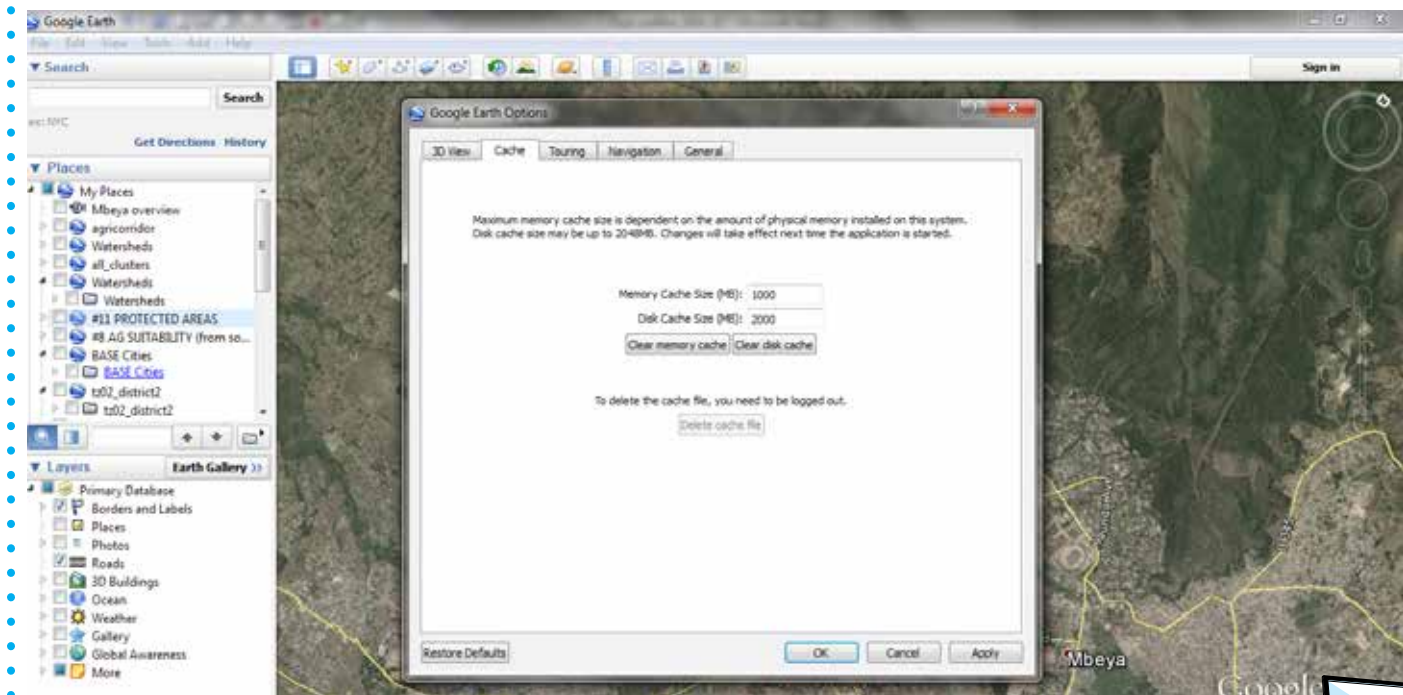 Google Earth
File Edit View Tools Add Help
Search
Sign in
Search
Get Directions History
Places
My Places
Mbeya overview
agricorridor
Watersheds
all_clusters
Watersheds
Watersheds
#11 PROTECTED AREAS
#8 AG SUITABILITY (from so...
BASE Cities
BASE Cities
tz02_district2
tz02_district2
Layers
Earth Gallery >>
Primary Database
Borders and Labels
Places
Photos
Roads
3D Buildings
Ocean
Weather
Gallery
Global Awareness
More
Google Earth Options
3D View Cache Touring Navigation General
Maximum memory cache size is dependent on the amount of physical memory installed on this system.
Disk cache size may be up to 2048MB. Changes will take effect next time the application is started.
Memory Cache Size (MB): 1000
Disk Cache Size (MB): 2000
Clear memory cache Clear disk cache
To delete the cache file, you need to be logged out.
Delete cache file
Restore Defaults
OK Cancel Apply
Mbeya
Google